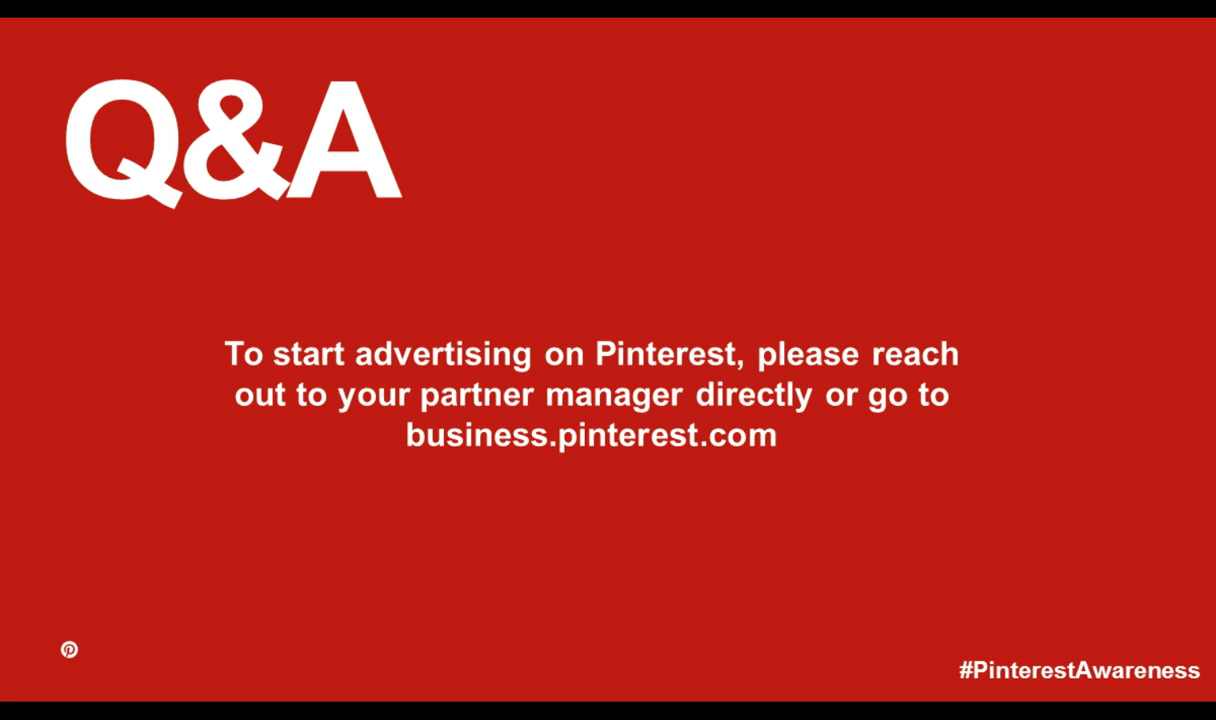 Q&A
To start advertising on Pinterest, please reach
out to your partner manager directly or go to
business.pinterest.com
#PinterestAwareness